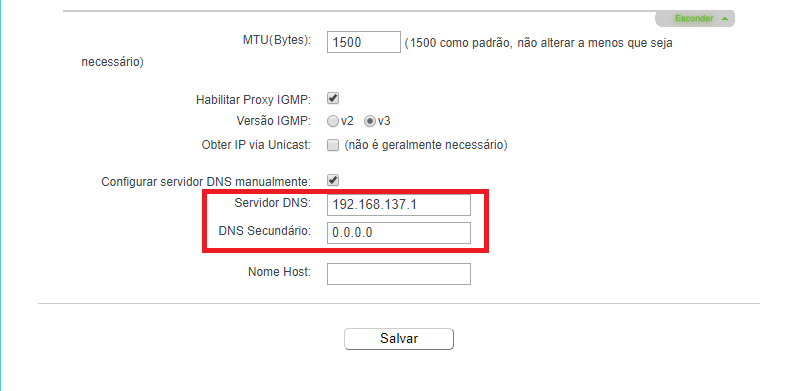 Esconder
MTU(Bytes): 1500 (1500 como padrão, não alterar a menos que seja
necessário)
Habilitar Proxy IGMP:
Versão IGMP: v2 v3
Obter IP via Unicast: (não é geralmente necessário)
Configurar servidor DNS manualmente:
Servidor DNS: 192.168.137.1
DNS Secundário: 0.0.0.0
Nome Host:
Salvar